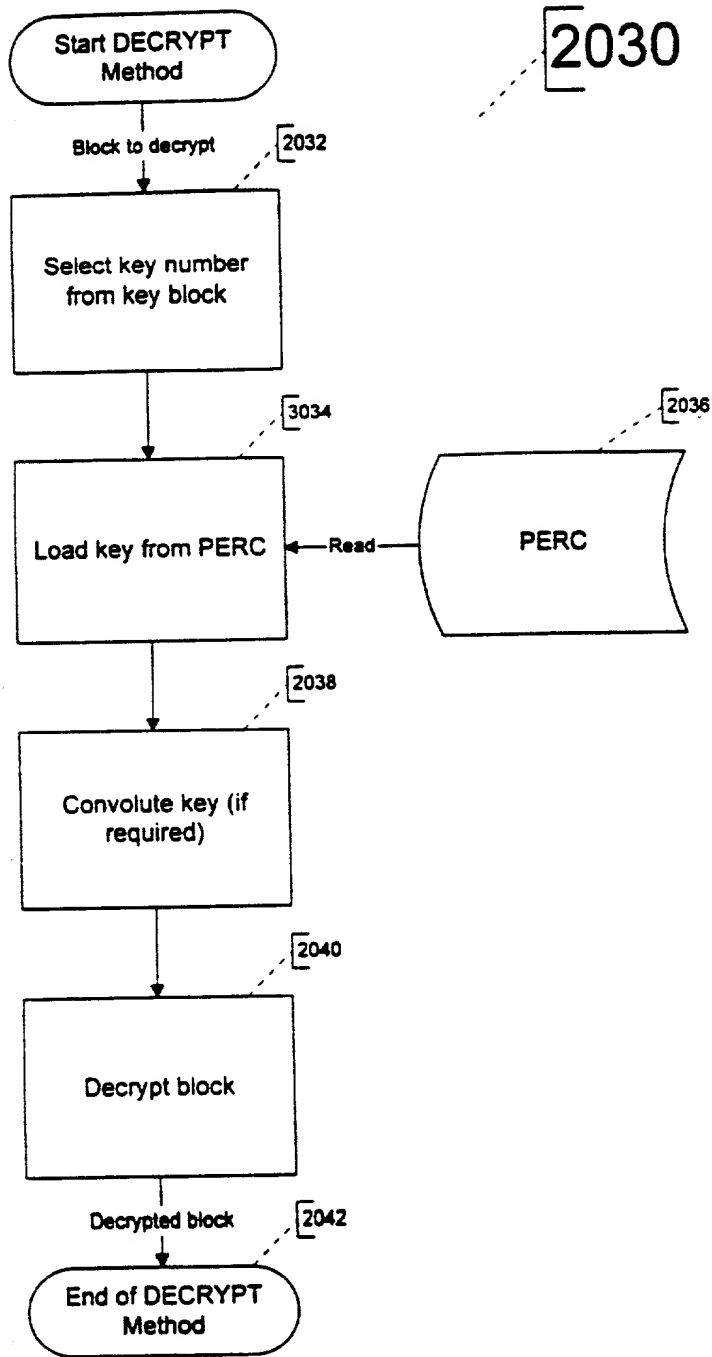 Start DECRYPT
Method
2030
Block to decrypt
2032
Select key number
from key block
3034
2036
Load key from PERC
Read
PERC
2038
Convolute key (if
required)
2040
Decrypt block
Decrypted block
2042
End of DECRYPT
Method